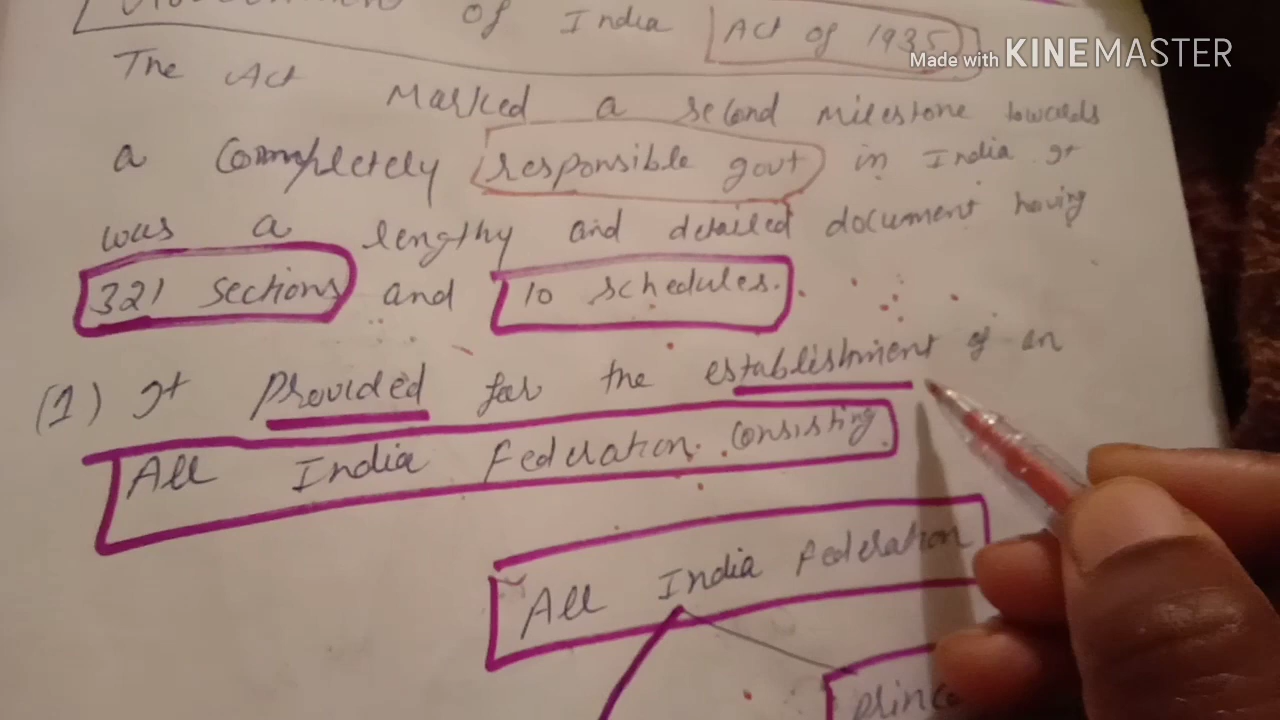 Government of India Act of 1935
Made with KINEMASTER
The Act Marked a second milestone towards
a completely responsible govt in India It
was a lengthy and detailed document having
321 sections and 10 schedules.
(1) It Provided for the establishment of an
All India Federation. consisting.
All India Federation